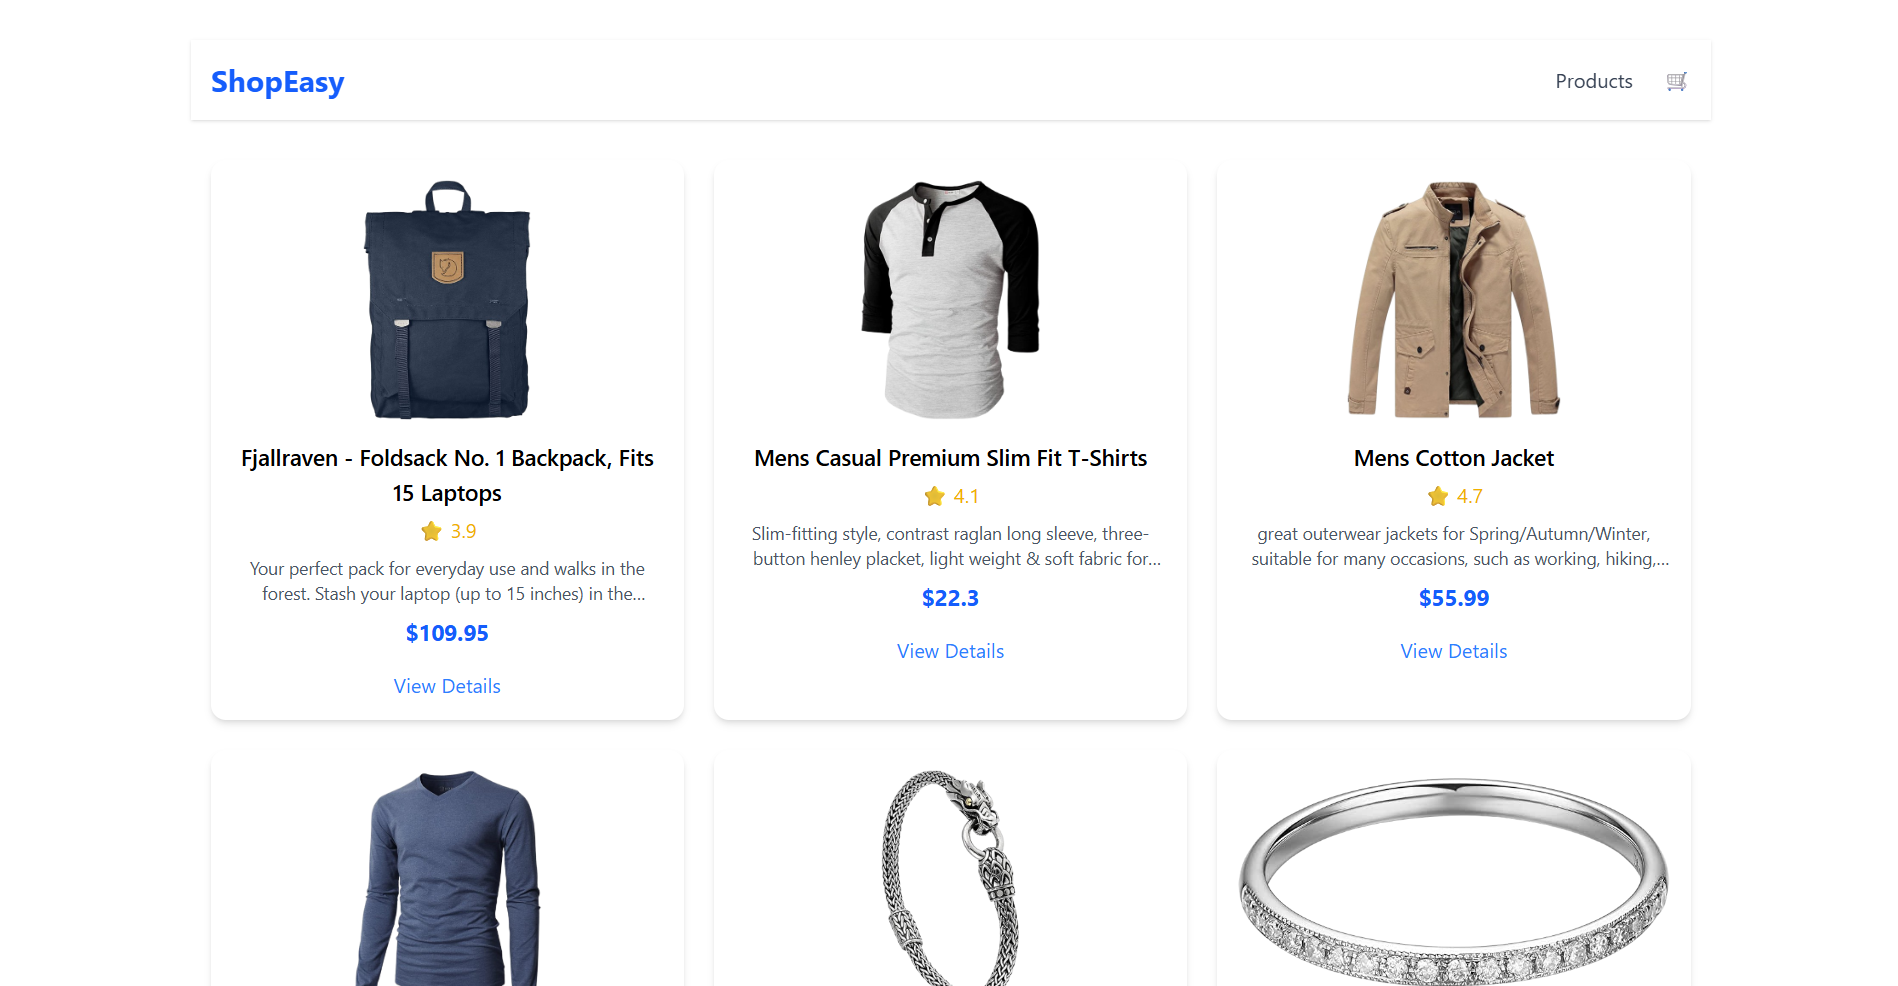 ShopEasy
Products
Fjallraven - Foldsack No. 1 Backpack, Fits
15 Laptops
3.9
Your perfect pack for everyday use and walks in the
forest. Stash your laptop (up to 15 inches) in the...
$109.95
View Details
Mens Casual Premium Slim Fit T-Shirts
4.1
Slim-fitting style, contrast raglan long sleeve, three-
button henley placket, light weight & soft fabric for...
$22.3
View Details
Mens Cotton Jacket
4.7
great outerwear jackets for Spring/Autumn/Winter,
suitable for many occasions, such as working, hiking,...
$55.99
View Details